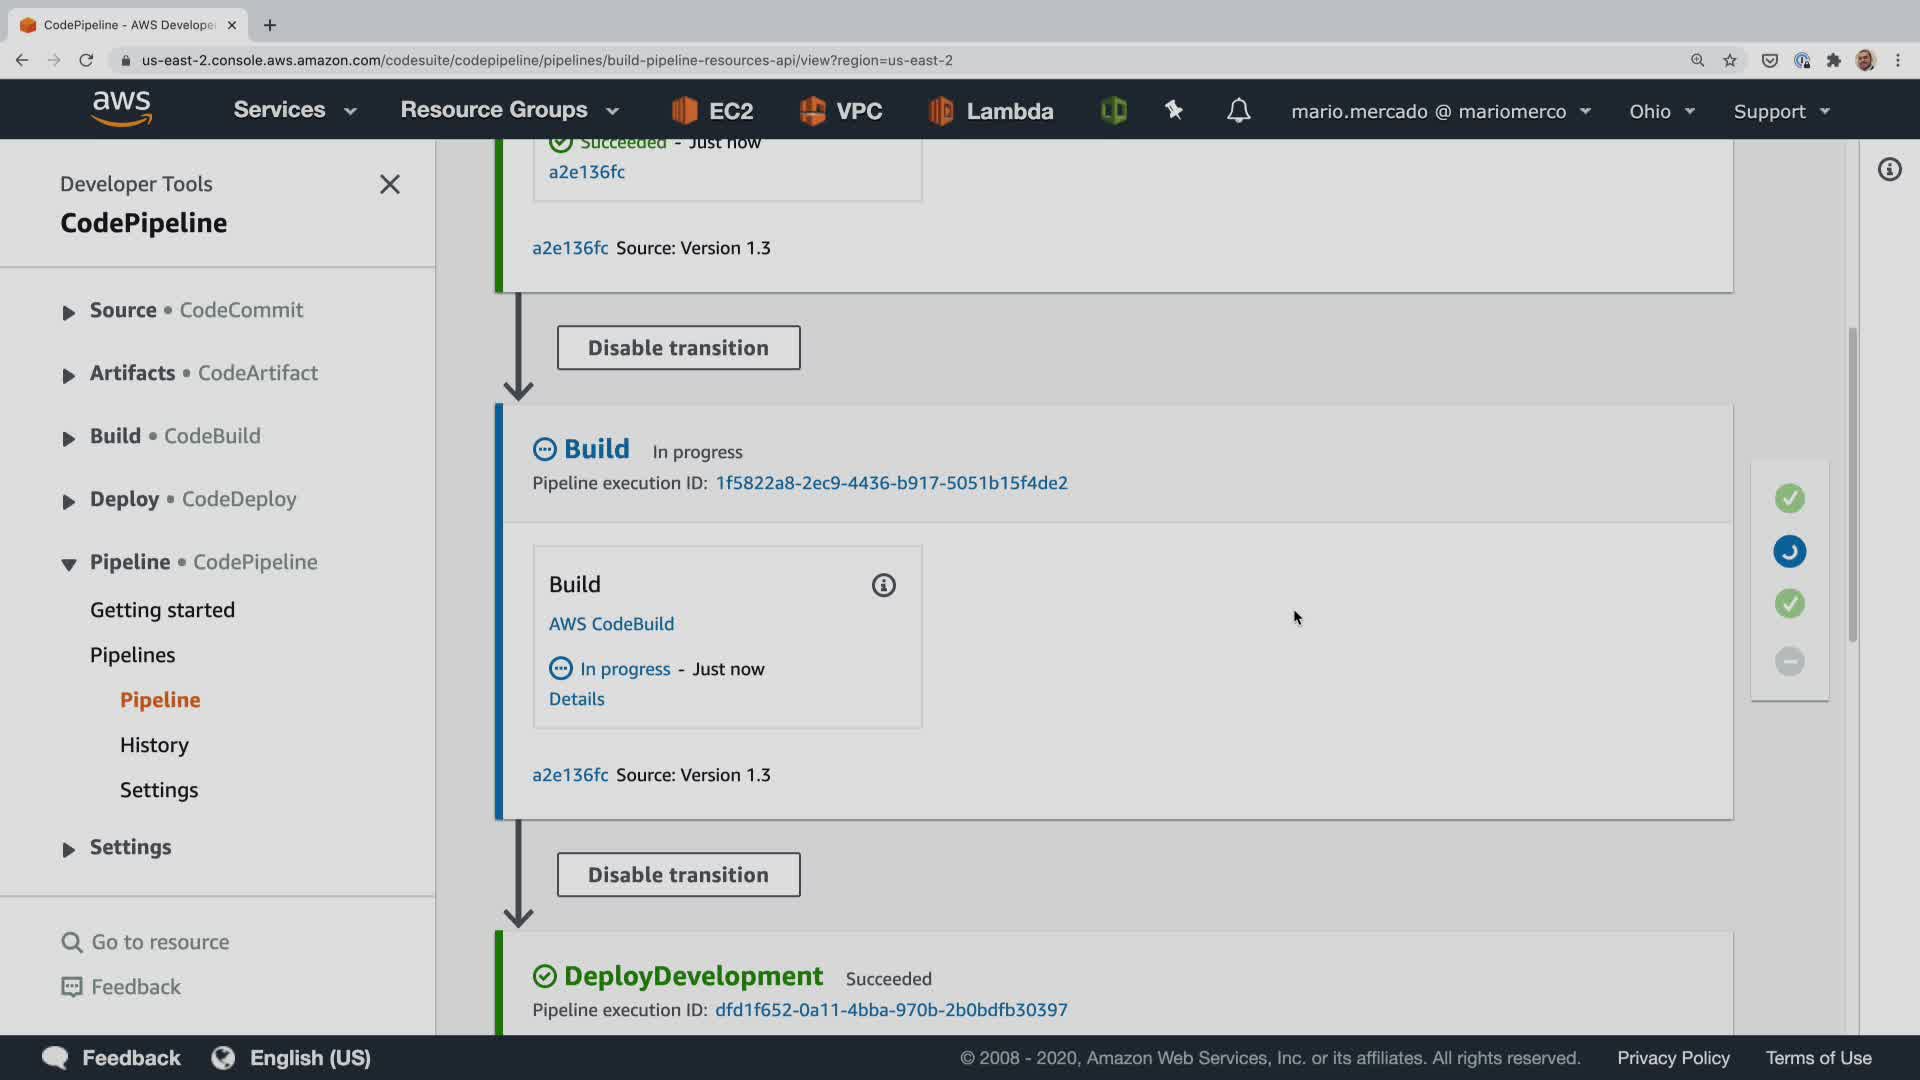 CodePipeline - AWS Develope
us-east-2.console.aws.amazon.com/codesuite/codepipeline/pipelines/build-pipeline-resources-api/view?region=us-east-2
aws
Services
Resource Groups
EC2
VPC
Lambda
mario.mercado @ mariomerco
Ohio
Support
Developer Tools
CodePipeline
Source • CodeCommit
Artifacts • CodeArtifact
Build • CodeBuild
Deploy • CodeDeploy
Pipeline • CodePipeline
Getting started
Pipelines
Pipeline
History
Settings
Settings
Go to resource
Feedback
Succeeded - Just now
a2e136fc
a2e136fc Source: Version 1.3
Disable transition
Build In progress
Pipeline execution ID: 1f5822a8-2ec9-4436-b917-5051b15f4de2
Build
AWS CodeBuild
In progress - Just now
Details
a2e136fc Source: Version 1.3
Disable transition
DeployDevelopment Succeeded
Pipeline execution ID: dfd1f652-0a11-4bba-970b-2b0bdfb30397
Feedback
English (US)
© 2008 - 2020, Amazon Web Services, Inc. or its affiliates. All rights reserved.
Privacy Policy
Terms of Use